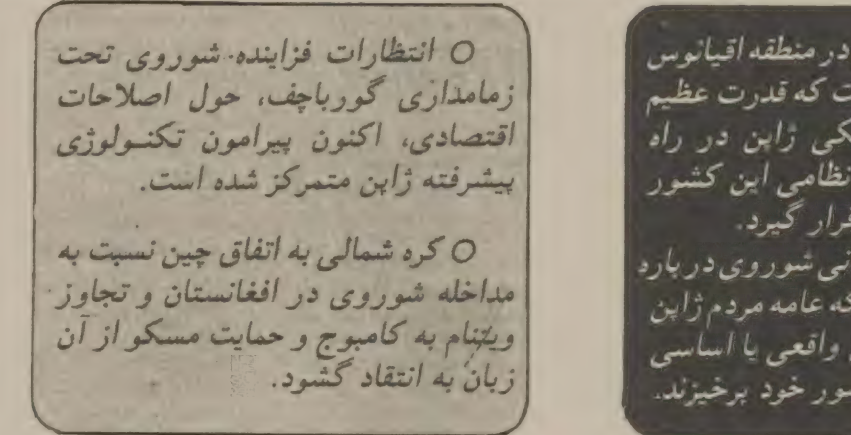 در منطقه اقیانوس
ت که قدرت عظیم
کی ژاپن در راه
نظامی این کشور
قرار گیرد.
نی شوروی درباره
که عامه مردم ژاپن
واقعی یا اساسی
ور خود برخیزند.
○ انتظارات فزاینده شوروی تحت
زمامداری گورباچف، حول اصلاحات
اقتصادی، اکنون پیرامون تکنولوژی
پیشرفته ژاپن متمرکز شده است.
○ کره شمالی به اتفاق چین نسبت به
مداخله شوروی در افغانستان و تجاوز
ویتنام به کامبوج و حمایت مسکو از آن
زبان به انتقاد گشود.